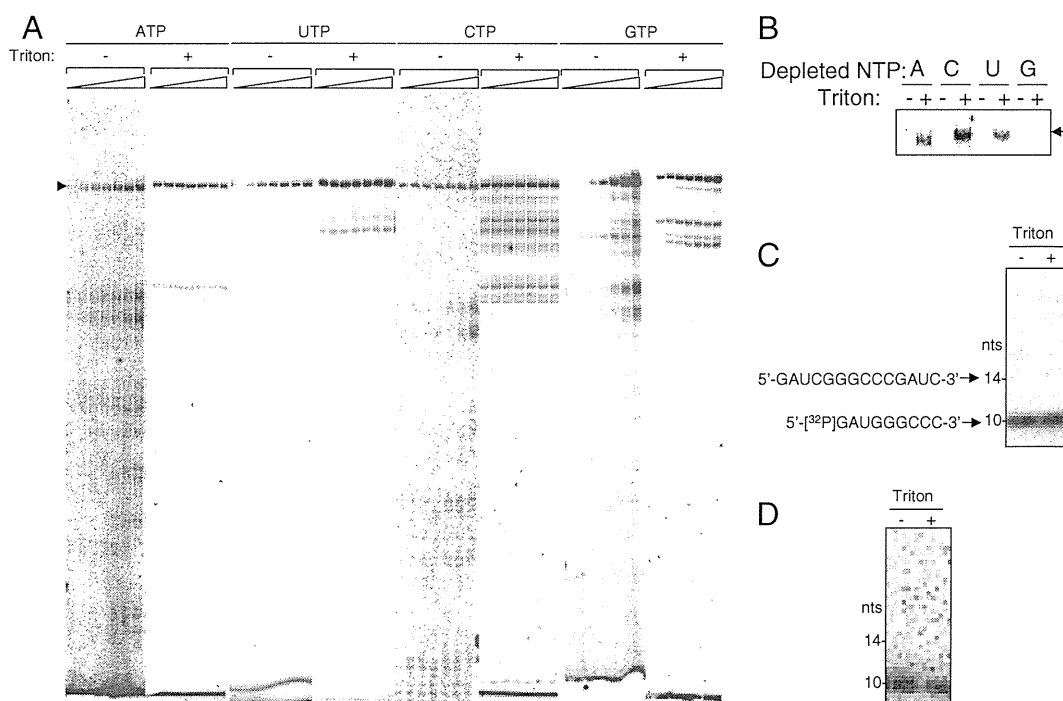 A
ATP UTP CTP GTP
Triton: - + - + - + - +
B
Depleted NTP: A C U G
Triton: - + - + - + - +
C
Triton
- +
nts
5'-GAUCGGGCCCGAUC-3' 14
5'-[³²P]GAUGGGCCC-3' 10
D
Triton
- +
nts
14
10